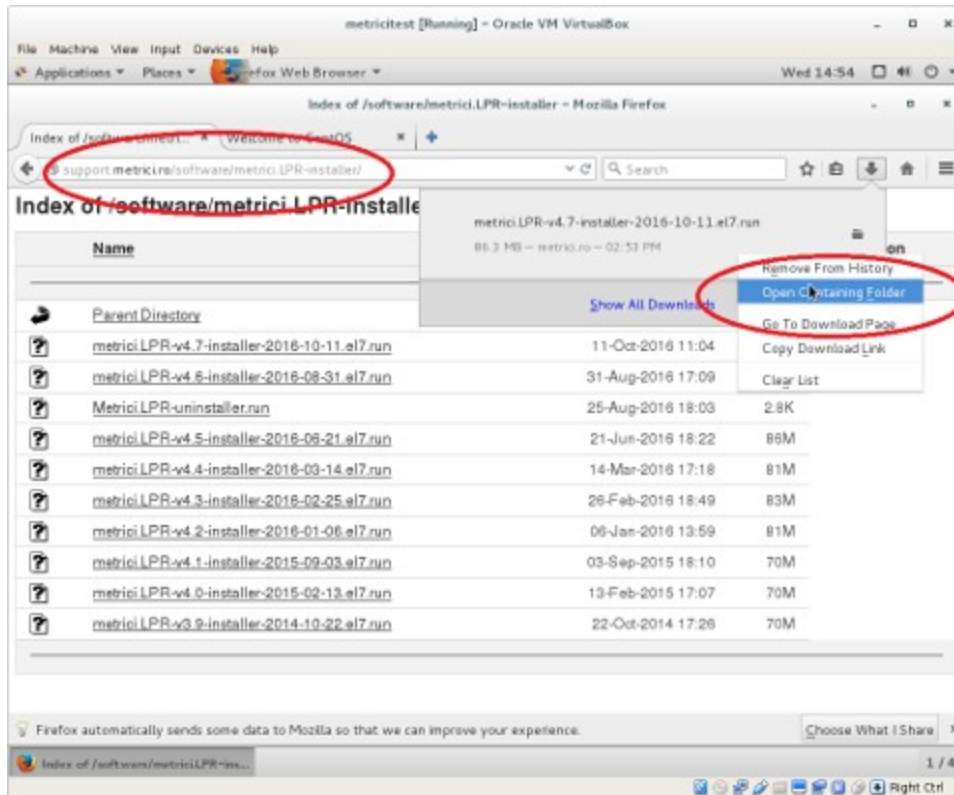 metricitest [Running] - Oracle VM VirtualBox
File Machine View Input Devices Help
Applications Places Firefox Web Browser Wed 14:54
Index of /software/metrici.LPR-installer - Mozilla Firefox
Index of /software/metri... Welcome to CentOS
support.metrici.ro/software/metrici.LPR-installer/ Search
Index of /software/metrici.LPR-installe
metrici.LPR-v4.7-installer-2016-10-11.el7.run
86.3 MB — metrici.ro — 02:53 PM
Name on
Remove From History
Open Containing Folder
Show All Downloads
Go To Download Page
Copy Download Link
Clear List
Parent Directory
metrici.LPR-v4.7-installer-2016-10-11.el7.run 11-Oct-2016 11:04
metrici.LPR-v4.6-installer-2016-08-31.el7.run 31-Aug-2016 17:09
Metrici.LPR-uninstaller.run 25-Aug-2016 18:03 2.8K
metrici.LPR-v4.5-installer-2016-06-21.el7.run 21-Jun-2016 18:22 86M
metrici.LPR-v4.4-installer-2016-03-14.el7.run 14-Mar-2016 17:18 81M
metrici.LPR-v4.3-installer-2016-02-25.el7.run 26-Feb-2016 18:49 83M
metrici.LPR-v4.2-installer-2016-01-06.el7.run 06-Jan-2016 13:59 81M
metrici.LPR-v4.1-installer-2015-09-03.el7.run 03-Sep-2015 18:10 70M
metrici.LPR-v4.0-installer-2015-02-13.el7.run 13-Feb-2015 17:07 70M
metrici.LPR-v3.9-installer-2014-10-22.el7.run 22-Oct-2014 17:26 70M
Firefox automatically sends some data to Mozilla so that we can improve your experience. Choose What I Share
Index of /software/metrici.LPR-ins... 1 / 4
Right Ctrl